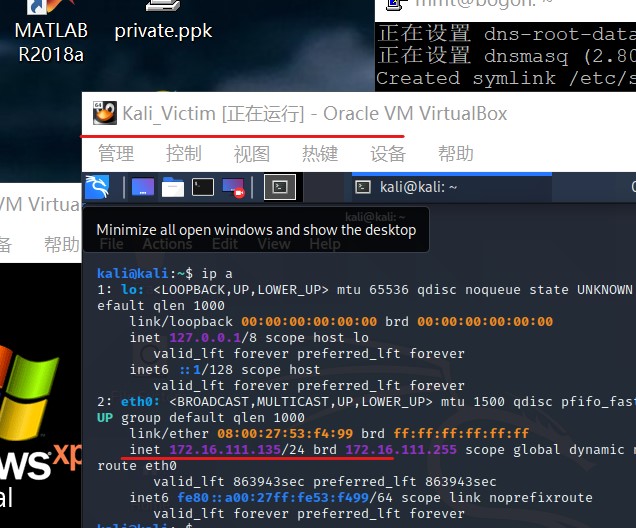 MATLAB
R2018a
private.ppk
mmt@bogon: ~
正在设置 dns-root-data
正在设置 dnsmasq (2.80
Created symlink /etc/s
Kali_Victim [正在运行] - Oracle VM VirtualBox
管理 控制 视图 热键 设备 帮助
VM Virtua
备 帮助
kali@kali: ~
kali@kali: ~
Minimize all open windows and show the desktop
File Actions Edit View Help
kali@kali:~$ ip a
1: lo: <LOOPBACK,UP,LOWER_UP> mtu 65536 qdisc noqueue state UNKNOWN
efault qlen 1000
link/loopback 00:00:00:00:00:00 brd 00:00:00:00:00:00
inet 127.0.0.1/8 scope host lo
valid_lft forever preferred_lft forever
inet6 ::1/128 scope host
valid_lft forever preferred_lft forever
2: eth0: <BROADCAST,MULTICAST,UP,LOWER_UP> mtu 1500 qdisc pfifo_fast
UP group default qlen 1000
link/ether 08:00:27:53:f4:99 brd ff:ff:ff:ff:ff:ff
inet 172.16.111.135/24 brd 172.16.111.255 scope global dynamic n
route eth0
valid_lft 863943sec preferred_lft 863943sec
inet6 fe80::a00:27ff:fe53:f499/64 scope link noprefixroute
valid_lft forever preferred_lft forever
ows xp
al